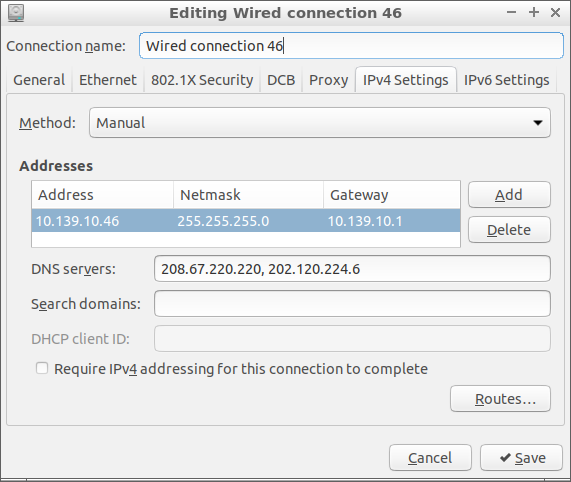 Editing Wired connection 46
Connection name: Wired connection 46
General Ethernet 802.1X Security DCB Proxy IPv4 Settings IPv6 Settings
Method: Manual
Addresses
Address Netmask Gateway Add
10.139.10.46 255.255.255.0 10.139.10.1
Delete
DNS servers: 208.67.220.220, 202.120.224.6
Search domains:
DHCP client ID:
Require IPv4 addressing for this connection to complete
Routes...
Cancel Save